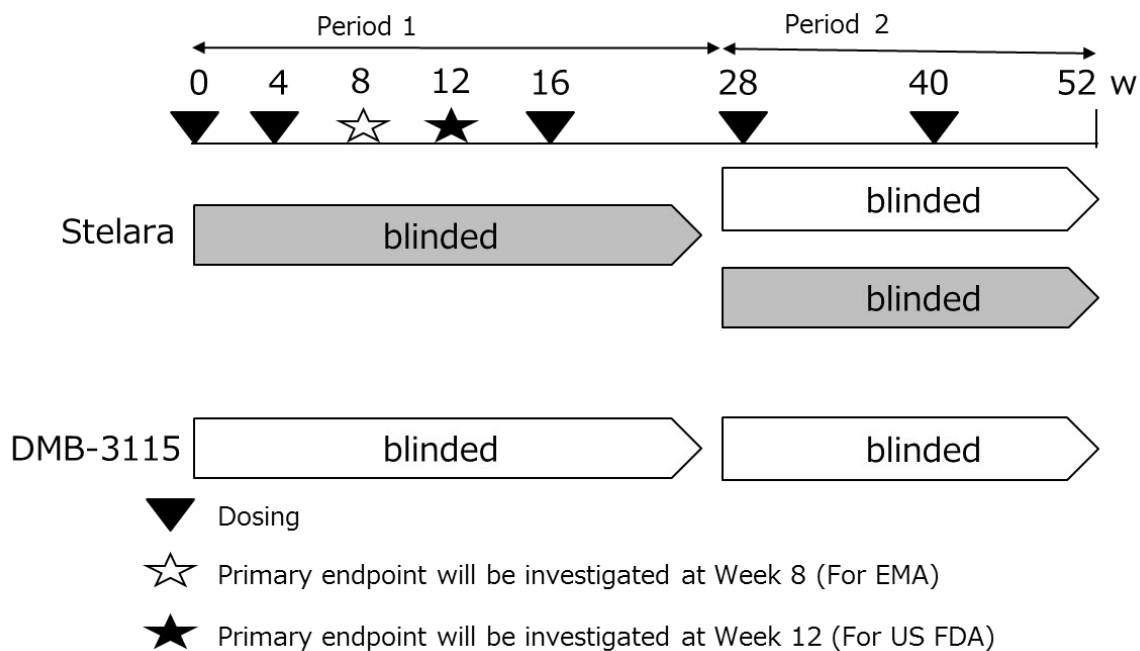 Period 1
Period 2
0 4 8 12 16 28 40 52 w
Stelara
blinded
blinded
blinded
DMB-3115
blinded
blinded
Dosing
Primary endpoint will be investigated at Week 8 (For EMA)
Primary endpoint will be investigated at Week 12 (For US FDA)